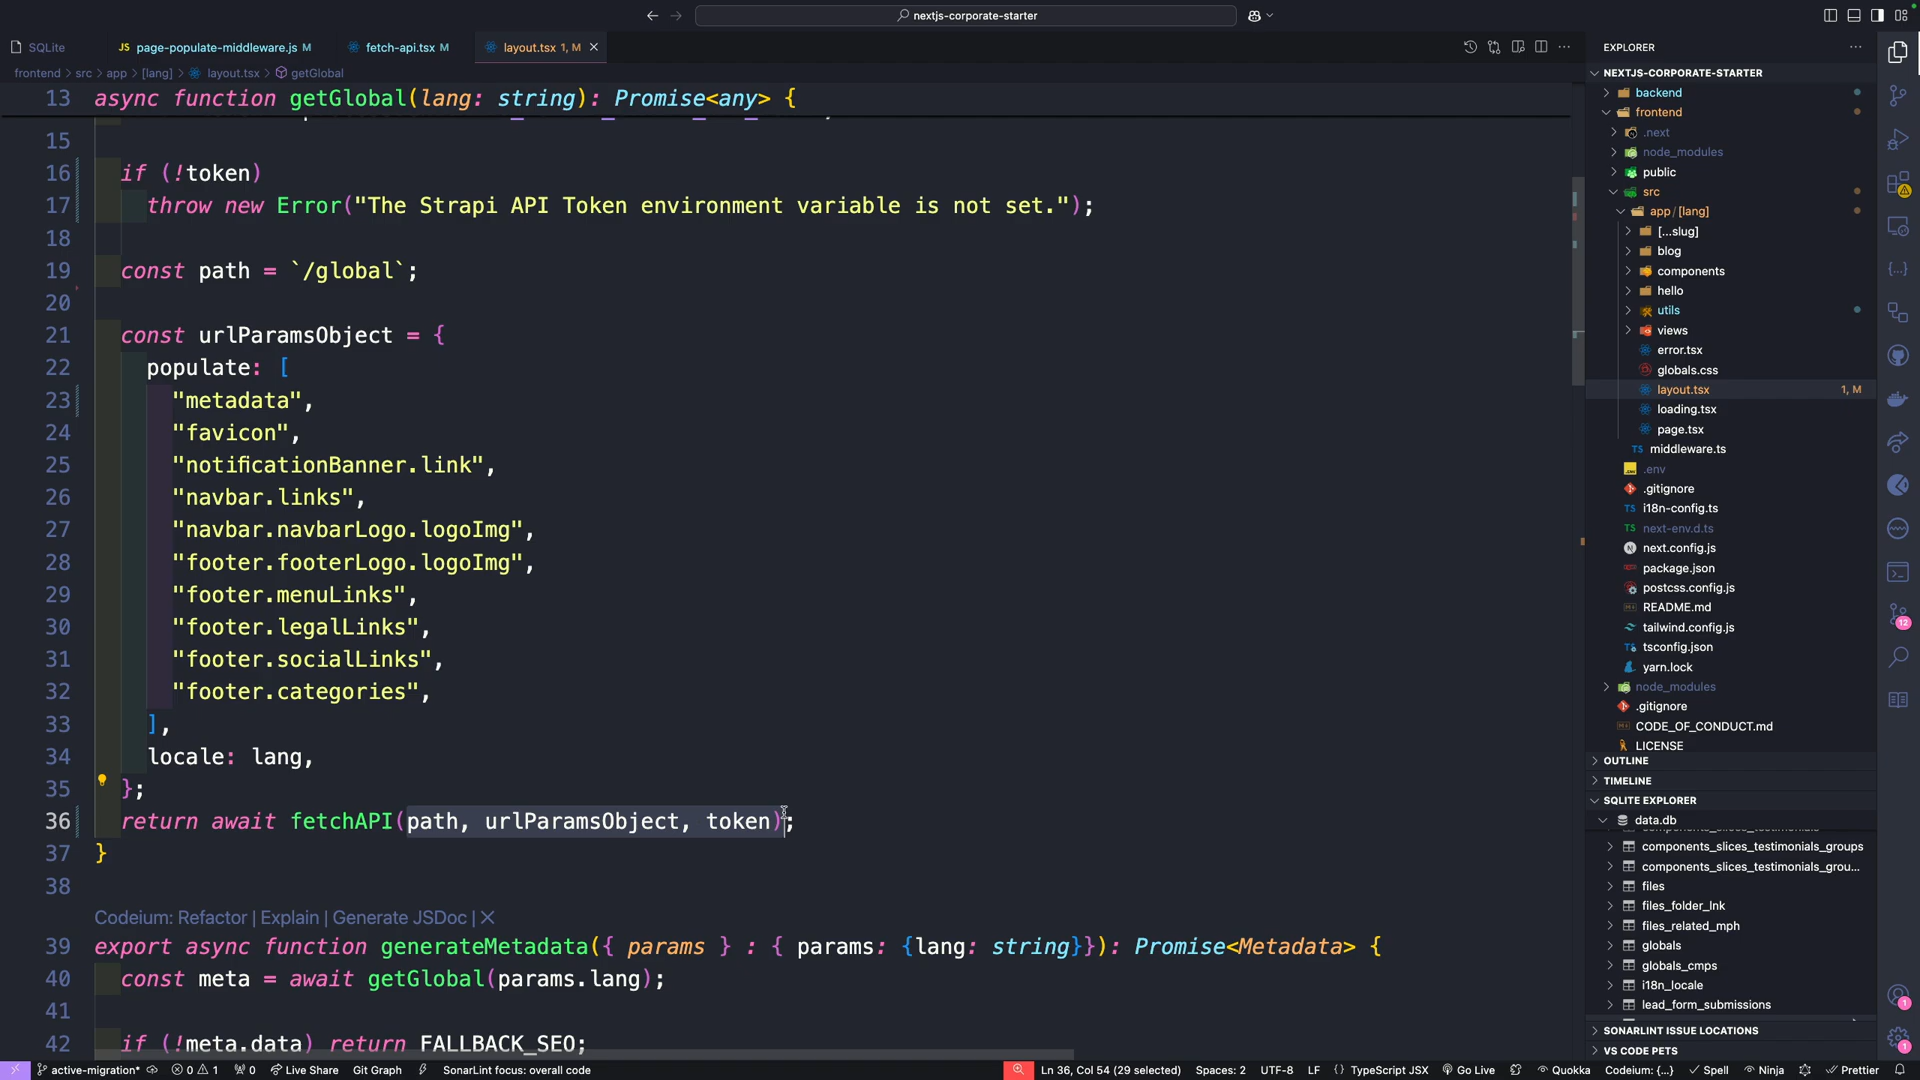 nextjs-corporate-starter
SQLite
JS page-populate-middleware.js M
fetch-api.tsx M
layout.tsx 1, M
frontend > src > app > [lang] > layout.tsx > getGlobal
13 async function getGlobal(lang: string): Promise<any> {
15
16 if (!token)
17 throw new Error("The Strapi API Token environment variable is not set.");
18
19 const path = `/global`;
20
21 const urlParamsObject = {
22 populate: [
23 "metadata",
24 "favicon",
25 "notificationBanner.link",
26 "navbar.links",
27 "navbar.navbarLogo.logoImg",
28 "footer.footerLogo.logoImg",
29 "footer.menuLinks",
30 "footer.legalLinks",
31 "footer.socialLinks",
32 "footer.categories",
33 ],
34 locale: lang,
35 };
36 return await fetchAPI(path, urlParamsObject, token);
37 }
38
Codeium: Refactor | Explain | Generate JSDoc | X
39 export async function generateMetadata({ params } : { params: {lang: string}}): Promise<Metadata> {
40 const meta = await getGlobal(params.lang);
41
42 if (!meta.data) return FALLBACK_SEO;
EXPLORER
NEXTJS-CORPORATE-STARTER
backend
frontend
.next
node_modules
public
src
app / [lang]
[...slug]
blog
components
hello
utils
views
error.tsx
globals.css
layout.tsx 1, M
loading.tsx
page.tsx
TS middleware.ts
.env
.gitignore
TS i18n-config.ts
TS next-env.d.ts
next.config.js
package.json
postcss.config.js
README.md
tailwind.config.js
tsconfig.json
yarn.lock
node_modules
.gitignore
CODE_OF_CONDUCT.md
LICENSE
OUTLINE
TIMELINE
SQLITE EXPLORER
data.db
components_slices_testimonials_groups
components_slices_testimonials_grou...
files
files_folder_lnk
files_related_mph
globals
globals_cmps
i18n_locale
lead_form_submissions
SONARLINT ISSUE LOCATIONS
VS CODE PETS
12
1
1
active-migration* 0 1 0 Live Share Git Graph SonarLint focus: overall code Ln 36, Col 54 (29 selected) Spaces: 2 UTF-8 LF { } TypeScript JSX Go Live Quokka Codeium: {...} Spell Ninja Prettier